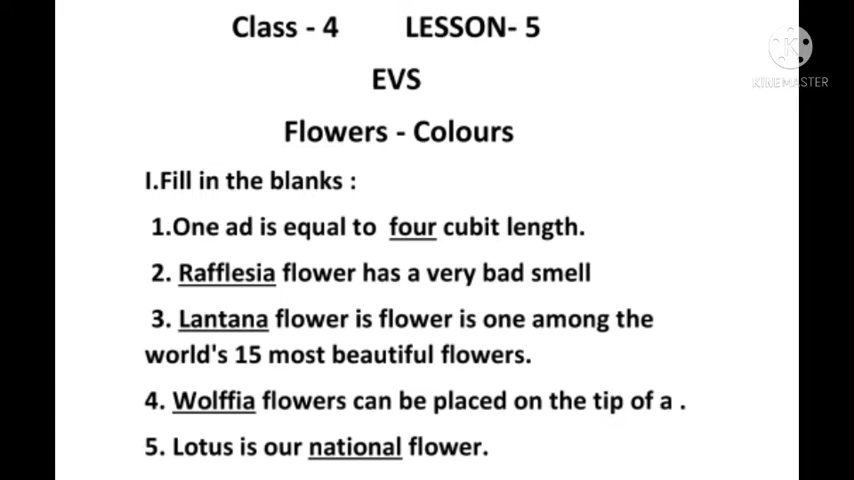 Class - 4 LESSON- 5
KINEMASTER
EVS
Flowers - Colours
I.Fill in the blanks :
1.One ad is equal to four cubit length.
2. Rafflesia flower has a very bad smell
3. Lantana flower is flower is one among the
world's 15 most beautiful flowers.
4. Wolffia flowers can be placed on the tip of a .
5. Lotus is our national flower.